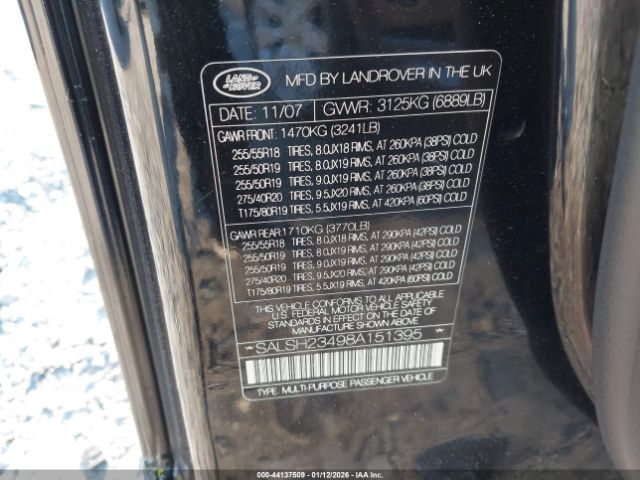 LAND ROVER
MFD BY LANDROVER IN THE UK
DATE: 11/07 GVWR: 3125KG (6889LB)
GAWR FRONT: 1470KG (3241LB)
255/55R18 TIRES, 8.0JX18 RIMS, AT 260KPA (38PSI) COLD
255/50R19 TIRES, 8.0JX19 RIMS, AT 260KPA (38PSI) COLD
255/50R19 TIRES, 9.0JX19 RIMS, AT 260KPA (38PSI) COLD
275/40R20 TIRES, 9.5JX20 RIMS, AT 260KPA (38PSI) COLD
T175/80R19 TIRES, 5.5JX19 RIMS, AT 420KPA (60PSI) COLD
GAWR REAR: 1710KG (3770LB)
255/55R18 TIRES, 8.0JX18 RIMS, AT 290KPA (42PSI) COLD
255/50R19 TIRES, 8.0JX19 RIMS, AT 290KPA (42PSI) COLD
255/50R19 TIRES, 9.0JX19 RIMS, AT 290KPA (42PSI) COLD
275/40R20 TIRES, 9.5JX20 RIMS, AT 290KPA (42PSI) COLD
T175/80R19 TIRES, 5.5JX19 RIMS, AT 420KPA (60PSI) COLD
THIS VEHICLE CONFORMS TO ALL APPLICABLE
U.S. FEDERAL MOTOR VEHICLE SAFETY
STANDARDS IN EFFECT ON THE DATE OF
MANUFACTURE SHOWN ABOVE
*SALSH23498A151395*
TYPE: MULTI-PURPOSE PASSENGER VEHICLE
000-44137509 - 01/12/2026 - IAAI.COM